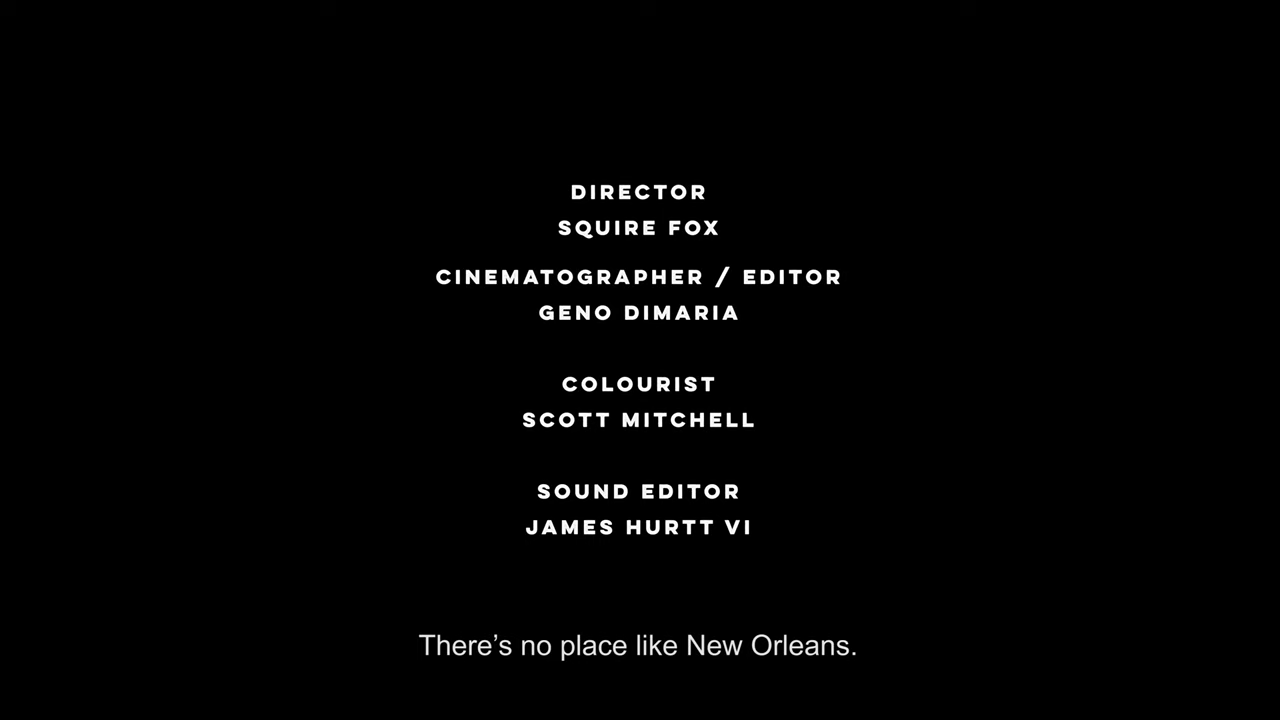 DIRECTOR
SQUIRE FOX
CINEMATOGRAPHER / EDITOR
GENO DIMARIA
COLOURIST
SCOTT MITCHELL
SOUND EDITOR
JAMES HURTT VI
There’s no place like New Orleans.